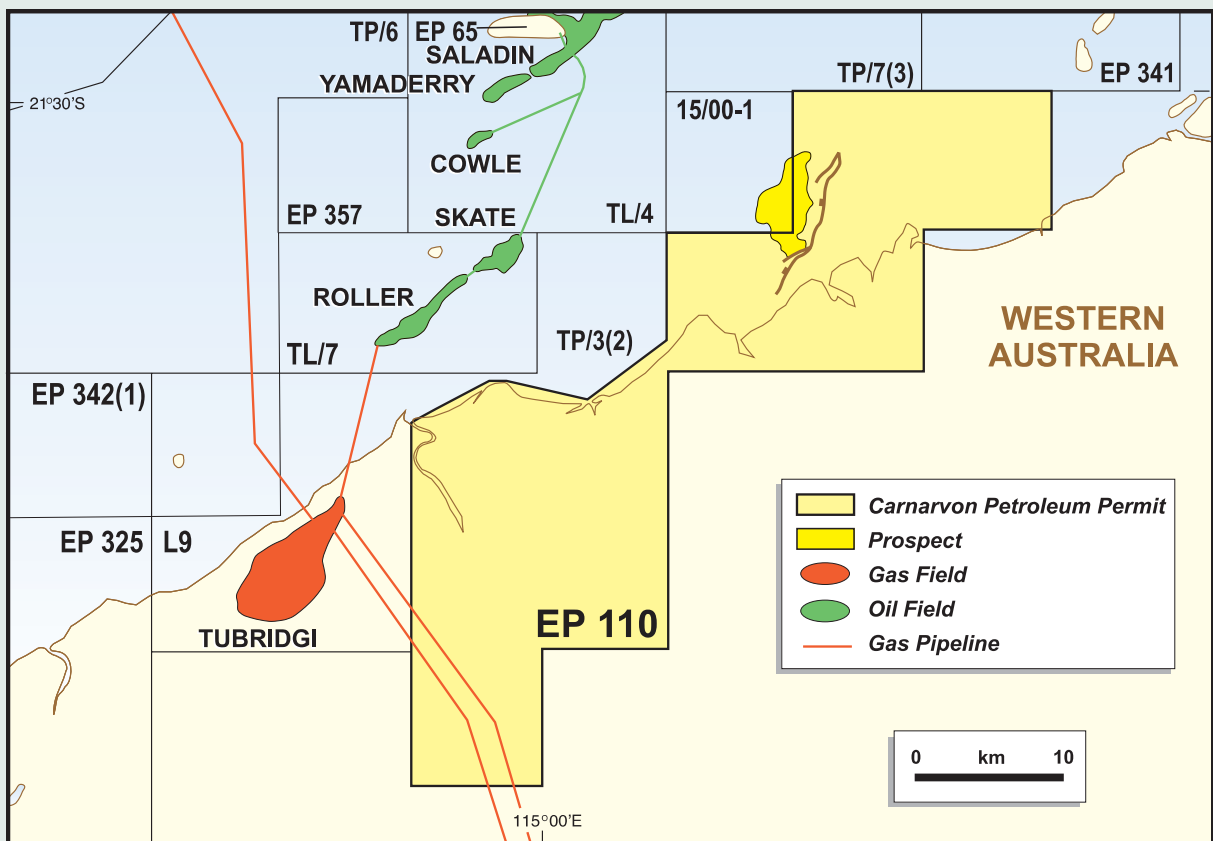 TP/6
EP 65
SALADIN
YAMADERRY
TP/7(3)
EP 341
21°30'S
15/00-1
COWLE
EP 357
SKATE
TL/4
ROLLER
WESTERN
AUSTRALIA
TP/3(2)
TL/7
EP 342(1)
Carnarvon Petroleum Permit
Prospect
EP 325
L9
Gas Field
Oil Field
EP 110
TUBRIDGI
Gas Pipeline
0 km 10
115°00'E